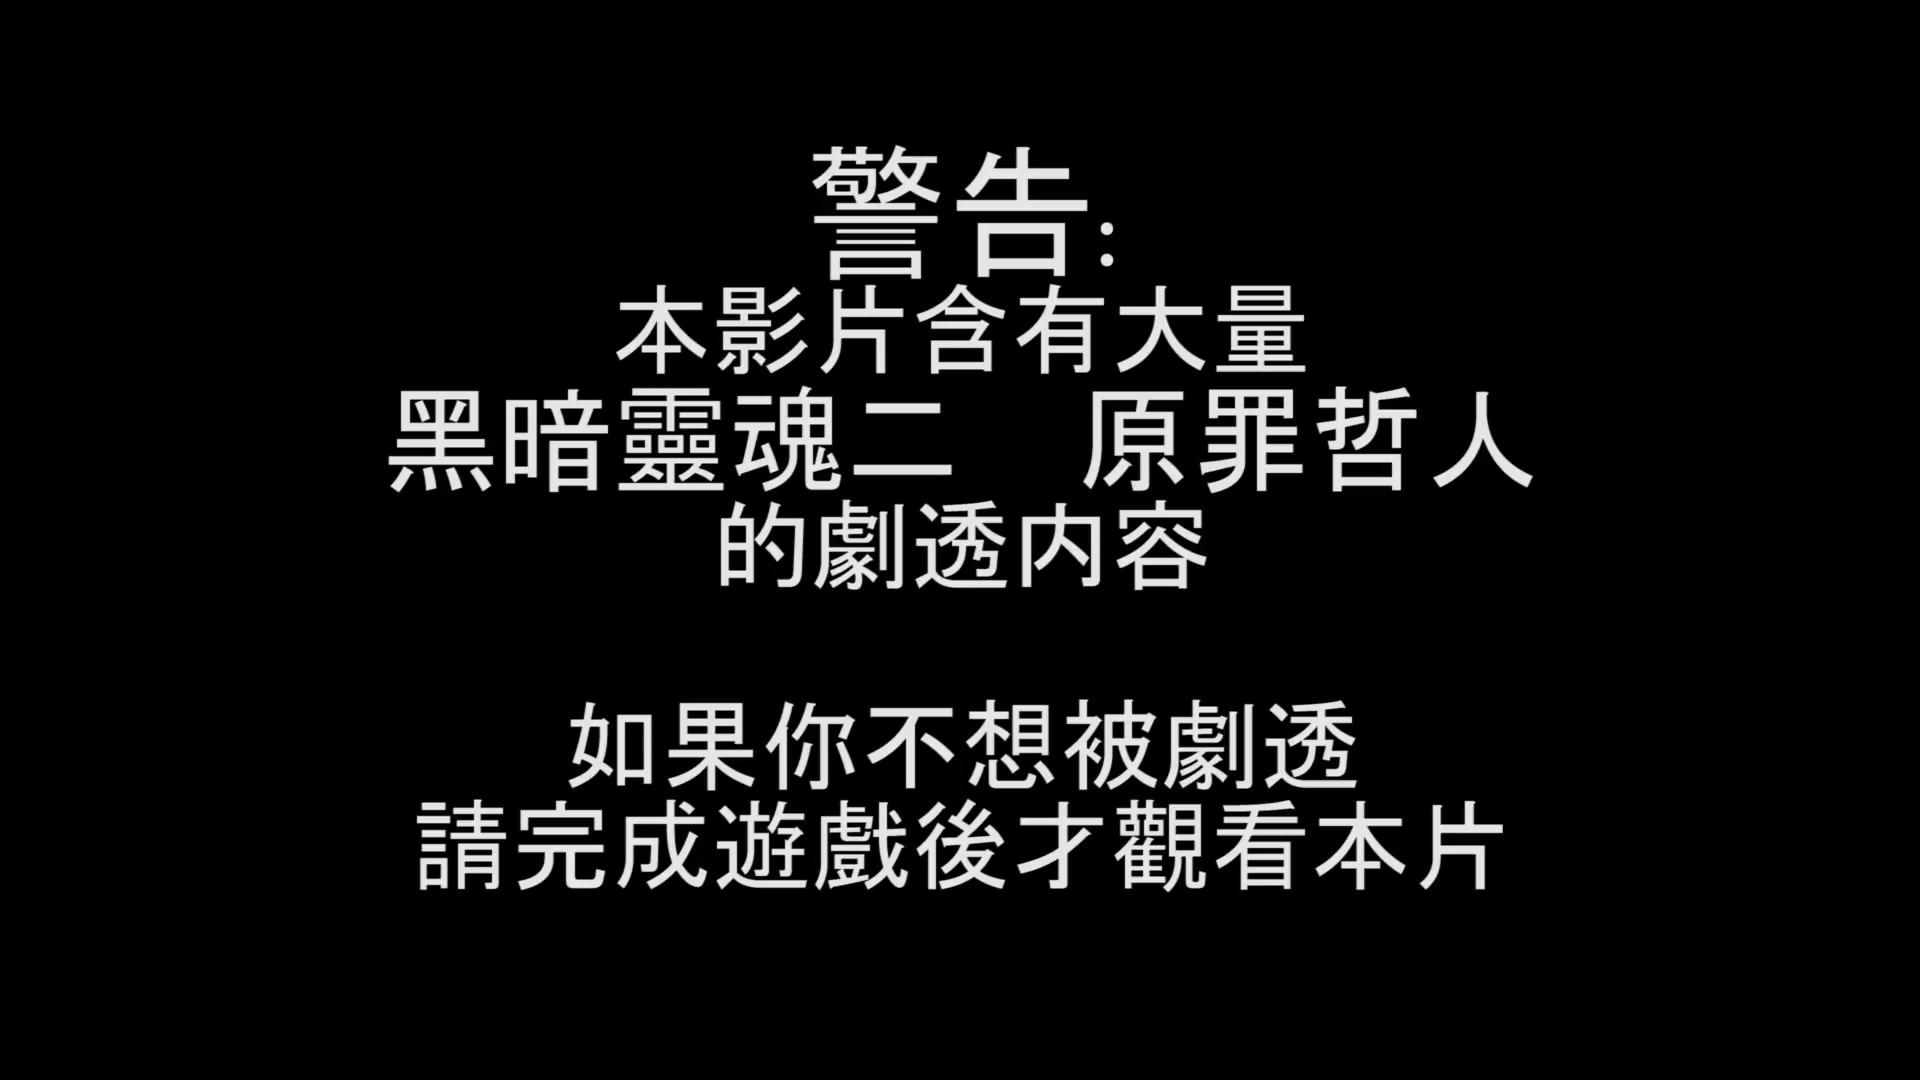 警告:
本影片含有大量
黑暗靈魂二　原罪哲人
的劇透内容
如果你不想被劇透
請完成遊戲後才觀看本片